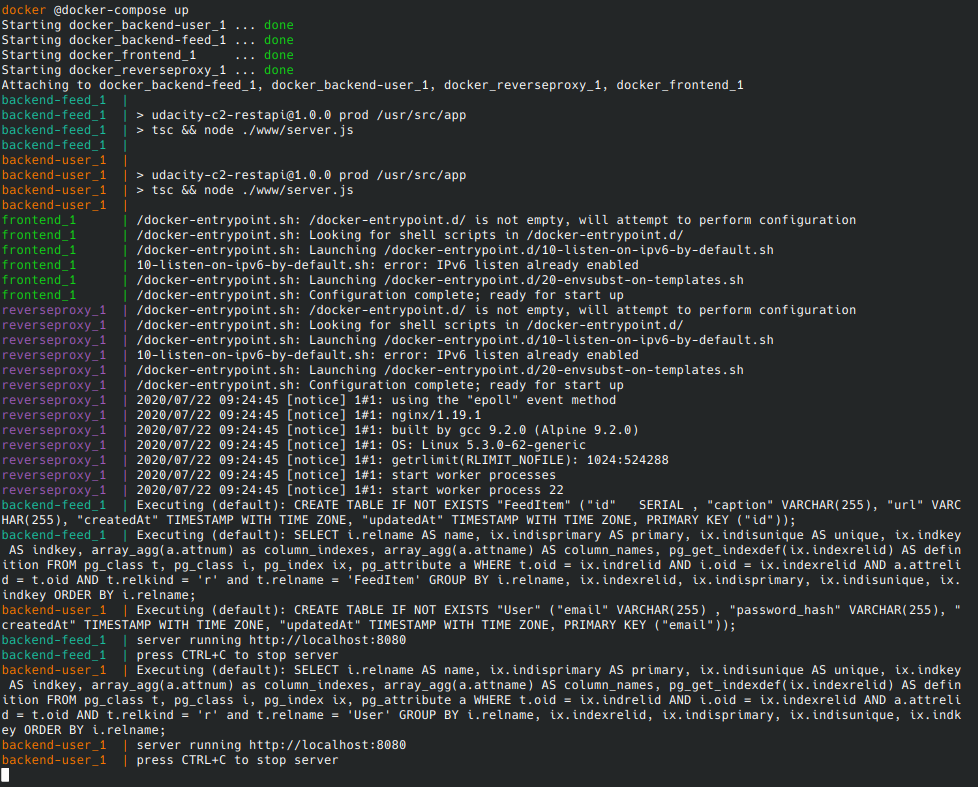 docker @docker-compose up
Starting docker_backend-user_1 ... done
Starting docker_backend-feed_1 ... done
Starting docker_frontend_1     ... done
Starting docker_reverseproxy_1 ... done
Attaching to docker_backend-feed_1, docker_backend-user_1, docker_reverseproxy_1, docker_frontend_1
backend-feed_1  |
backend-feed_1  | > udacity-c2-restapi@1.0.0 prod /usr/src/app
backend-feed_1  | > tsc && node ./www/server.js
backend-feed_1  |
backend-user_1  |
backend-user_1  | > udacity-c2-restapi@1.0.0 prod /usr/src/app
backend-user_1  | > tsc && node ./www/server.js
backend-user_1  |
frontend_1      | /docker-entrypoint.sh: /docker-entrypoint.d/ is not empty, will attempt to perform configuration
frontend_1      | /docker-entrypoint.sh: Looking for shell scripts in /docker-entrypoint.d/
frontend_1      | /docker-entrypoint.sh: Launching /docker-entrypoint.d/10-listen-on-ipv6-by-default.sh
frontend_1      | 10-listen-on-ipv6-by-default.sh: error: IPv6 listen already enabled
frontend_1      | /docker-entrypoint.sh: Launching /docker-entrypoint.d/20-envsubst-on-templates.sh
frontend_1      | /docker-entrypoint.sh: Configuration complete; ready for start up
reverseproxy_1  | /docker-entrypoint.sh: /docker-entrypoint.d/ is not empty, will attempt to perform configuration
reverseproxy_1  | /docker-entrypoint.sh: Looking for shell scripts in /docker-entrypoint.d/
reverseproxy_1  | /docker-entrypoint.sh: Launching /docker-entrypoint.d/10-listen-on-ipv6-by-default.sh
reverseproxy_1  | 10-listen-on-ipv6-by-default.sh: error: IPv6 listen already enabled
reverseproxy_1  | /docker-entrypoint.sh: Launching /docker-entrypoint.d/20-envsubst-on-templates.sh
reverseproxy_1  | /docker-entrypoint.sh: Configuration complete; ready for start up
reverseproxy_1  | 2020/07/22 09:24:45 [notice] 1#1: using the "epoll" event method
reverseproxy_1  | 2020/07/22 09:24:45 [notice] 1#1: nginx/1.19.1
reverseproxy_1  | 2020/07/22 09:24:45 [notice] 1#1: built by gcc 9.2.0 (Alpine 9.2.0)
reverseproxy_1  | 2020/07/22 09:24:45 [notice] 1#1: OS: Linux 5.3.0-62-generic
reverseproxy_1  | 2020/07/22 09:24:45 [notice] 1#1: getrlimit(RLIMIT_NOFILE): 1024:524288
reverseproxy_1  | 2020/07/22 09:24:45 [notice] 1#1: start worker processes
reverseproxy_1  | 2020/07/22 09:24:45 [notice] 1#1: start worker process 22
backend-feed_1  | Executing (default): CREATE TABLE IF NOT EXISTS "FeedItem" ("id"   SERIAL , "caption" VARCHAR(255), "url" VARC
HAR(255), "createdAt" TIMESTAMP WITH TIME ZONE, "updatedAt" TIMESTAMP WITH TIME ZONE, PRIMARY KEY ("id"));
backend-feed_1  | Executing (default): SELECT i.relname AS name, ix.indisprimary AS primary, ix.indisunique AS unique, ix.indkey
 AS indkey, array_agg(a.attnum) as column_indexes, array_agg(a.attname) AS column_names, pg_get_indexdef(ix.indexrelid) AS defin
ition FROM pg_class t, pg_class i, pg_index ix, pg_attribute a WHERE t.oid = ix.indrelid AND i.oid = ix.indexrelid AND a.attreli
d = t.oid AND t.relkind = 'r' and t.relname = 'FeedItem' GROUP BY i.relname, ix.indexrelid, ix.indisprimary, ix.indisunique, ix.
indkey ORDER BY i.relname;
backend-user_1  | Executing (default): CREATE TABLE IF NOT EXISTS "User" ("email" VARCHAR(255) , "password_hash" VARCHAR(255), "
createdAt" TIMESTAMP WITH TIME ZONE, "updatedAt" TIMESTAMP WITH TIME ZONE, PRIMARY KEY ("email"));
backend-feed_1  | server running http://localhost:8080
backend-feed_1  | press CTRL+C to stop server
backend-user_1  | Executing (default): SELECT i.relname AS name, ix.indisprimary AS primary, ix.indisunique AS unique, ix.indkey
 AS indkey, array_agg(a.attnum) as column_indexes, array_agg(a.attname) AS column_names, pg_get_indexdef(ix.indexrelid) AS defin
ition FROM pg_class t, pg_class i, pg_index ix, pg_attribute a WHERE t.oid = ix.indrelid AND i.oid = ix.indexrelid AND a.attreli
d = t.oid AND t.relkind = 'r' and t.relname = 'User' GROUP BY i.relname, ix.indexrelid, ix.indisprimary, ix.indisunique, ix.indk
ey ORDER BY i.relname;
backend-user_1  | server running http://localhost:8080
backend-user_1  | press CTRL+C to stop server